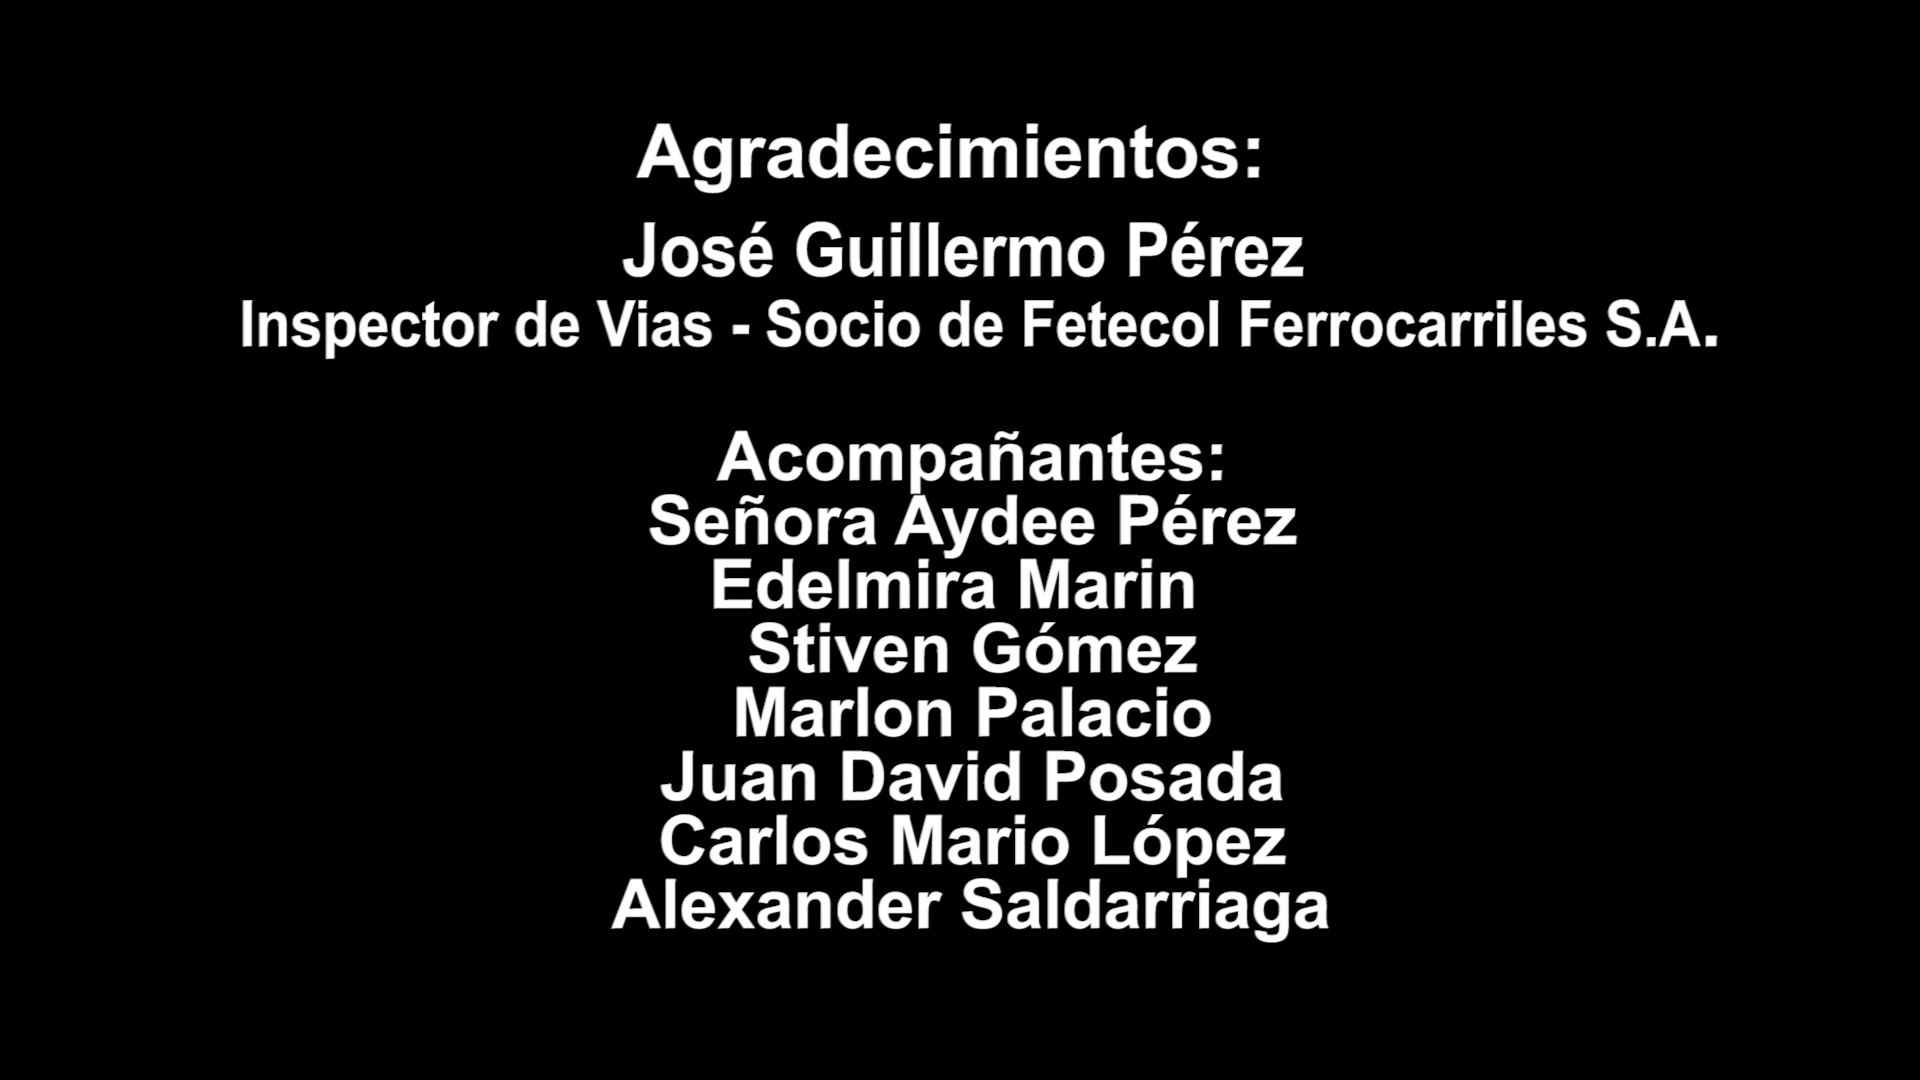 Agradecimientos:
José Guillermo Pérez
Inspector de Vias - Socio de Fetecol Ferrocarriles S.A.
Acompañantes:
Señora Aydee Pérez
Edelmira Marin
Stiven Gómez
Marlon Palacio
Juan David Posada
Carlos Mario López
Alexander Saldarriaga